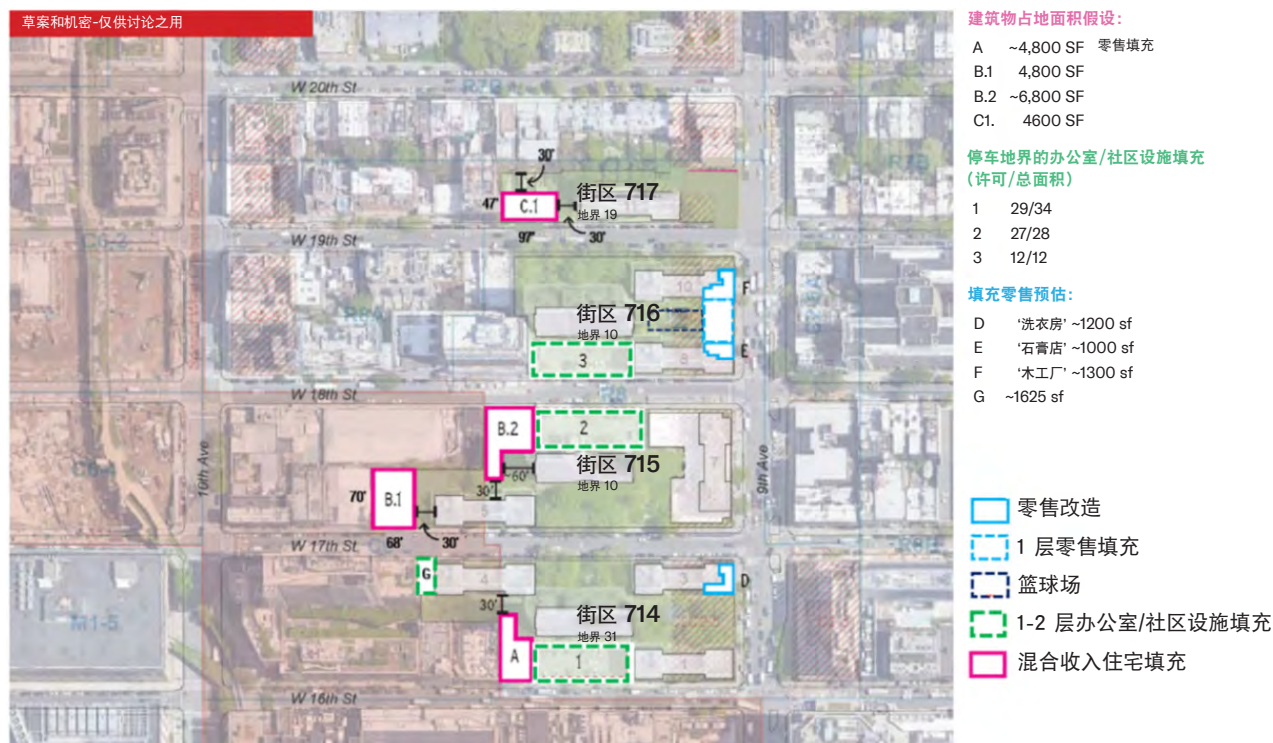 草案和机密-仅供讨论之用
W 20th St
R7B
30'
47'
C.1
街区 717
地界 19
97'
30'
W 19th St
10
F
街区 716
地界 10
3
8
E
W 18th St
10th Ave
9th Ave
B.2
2
7
60'
街区 715
地界 10
30'
70'
B.1
5
68'
30'
W 17th St
G
4
3
D
30'
街区 714
地界 31
M1-5
A
1
W 16th St
建筑物占地面积假设:
A ~4,800 SF 零售填充
B.1 4,800 SF
B.2 ~6,800 SF
C1. 4600 SF
停车地界的办公室/社区设施填充
(许可/总面积)
1 29/34
2 27/28
3 12/12
填充零售预估:
D ‘洗衣房’ ~1200 sf
E ‘石膏店’ ~1000 sf
F ‘木工厂’ ~1300 sf
G ~1625 sf
零售改造
1 层零售填充
篮球场
1-2 层办公室/社区设施填充
混合收入住宅填充